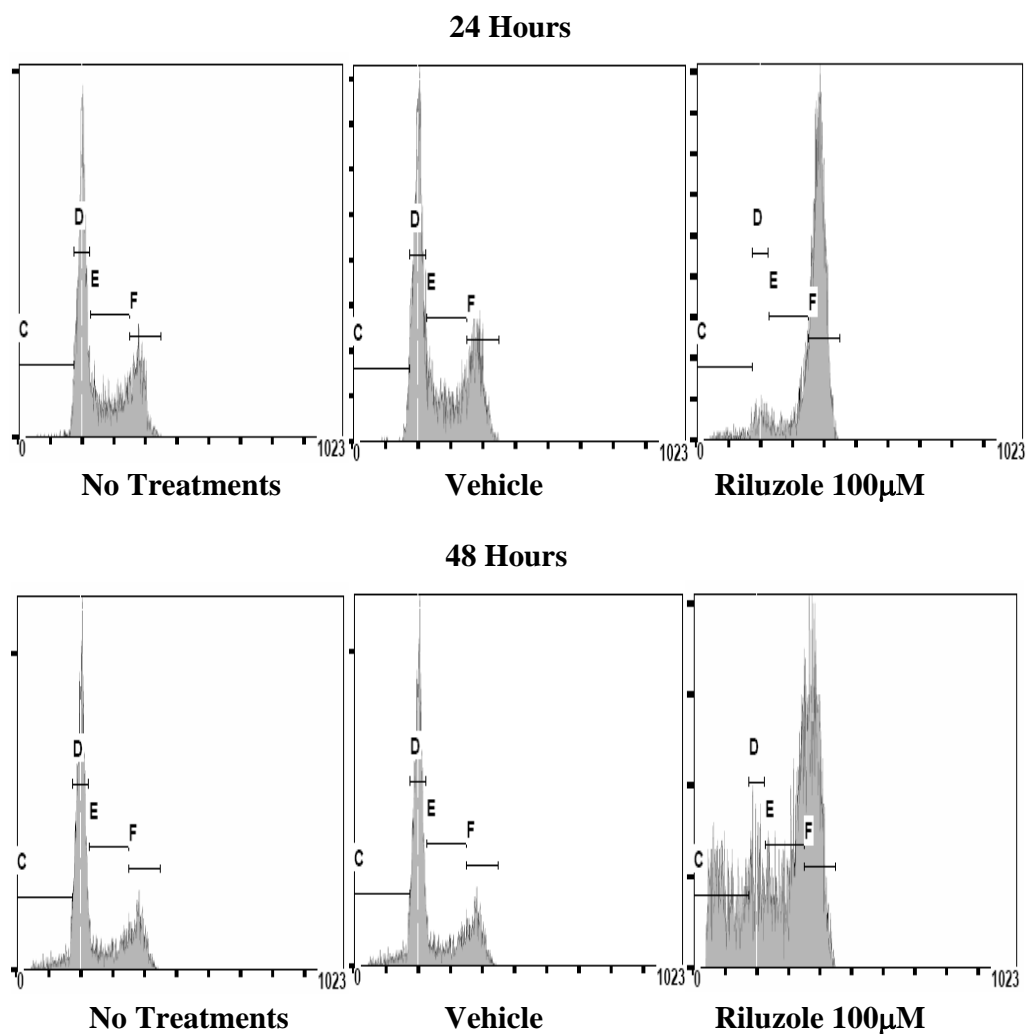 24 Hours
D
E
F
C
0 1023
D
E
F
C
0 1023
D
E
F
C
0 1023
No Treatments Vehicle Riluzole 100μM
48 Hours
D
E
F
C
0 1023
D
E
F
C
0 1023
D
E
F
C
0 1023
No Treatments Vehicle Riluzole 100μM